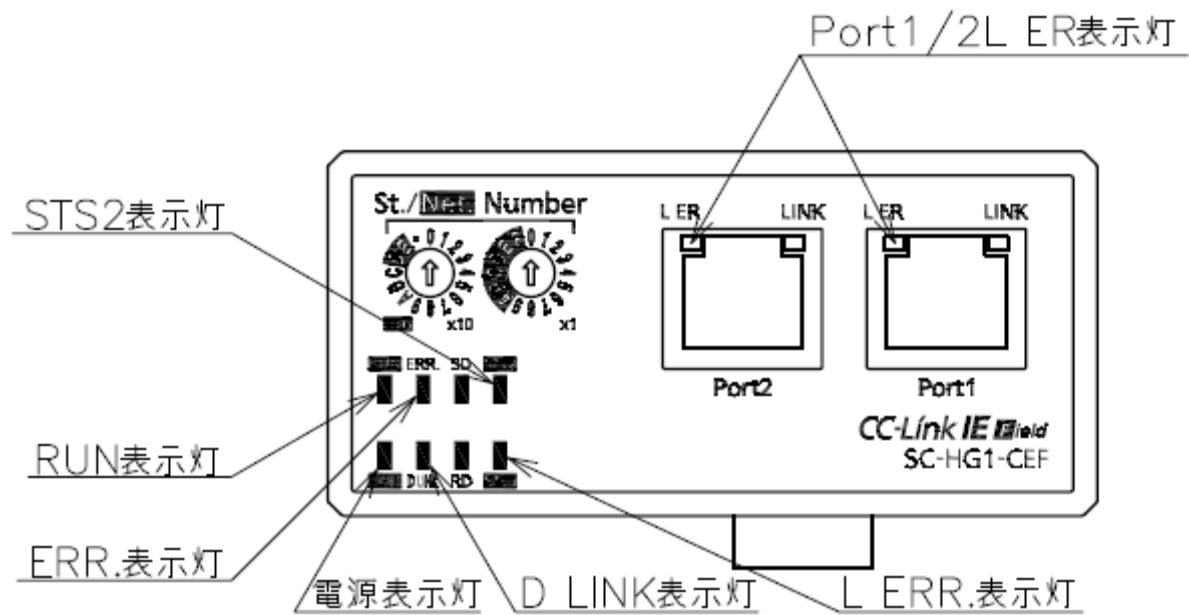 Port1/2L ER表示灯
STS2表示灯
St./Net Number
L ER LINK L ER LINK
x10 x1
ERR. SD
Port2 Port1
CC-Link IE Field
SC-HG1-CEF
RUN表示灯
RD
ERR.表示灯
電源表示灯 D LINK表示灯 L ERR.表示灯